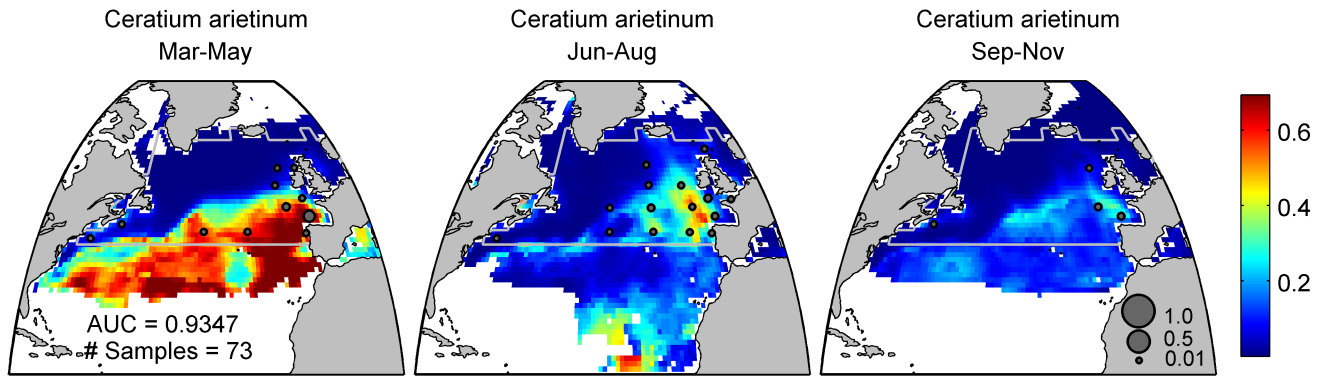 Ceratium arietinum
Mar-May
Ceratium arietinum
Jun-Aug
Ceratium arietinum
Sep-Nov
AUC = 0.9347
# Samples = 73
1.0
0.5
0.01
0.6
0.4
0.2